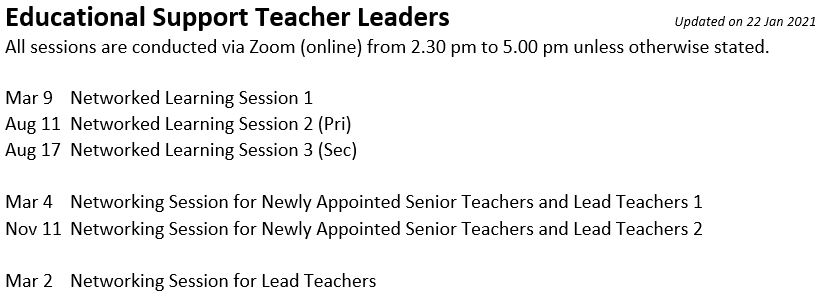 Educational Support Teacher Leaders
Updated on 22 Jan 2021
All sessions are conducted via Zoom (online) from 2.30 pm to 5.00 pm unless otherwise stated.
Mar 9 Networked Learning Session 1
Aug 11 Networked Learning Session 2 (Pri)
Aug 17 Networked Learning Session 3 (Sec)
Mar 4 Networking Session for Newly Appointed Senior Teachers and Lead Teachers 1
Nov 11 Networking Session for Newly Appointed Senior Teachers and Lead Teachers 2
Mar 2 Networking Session for Lead Teachers